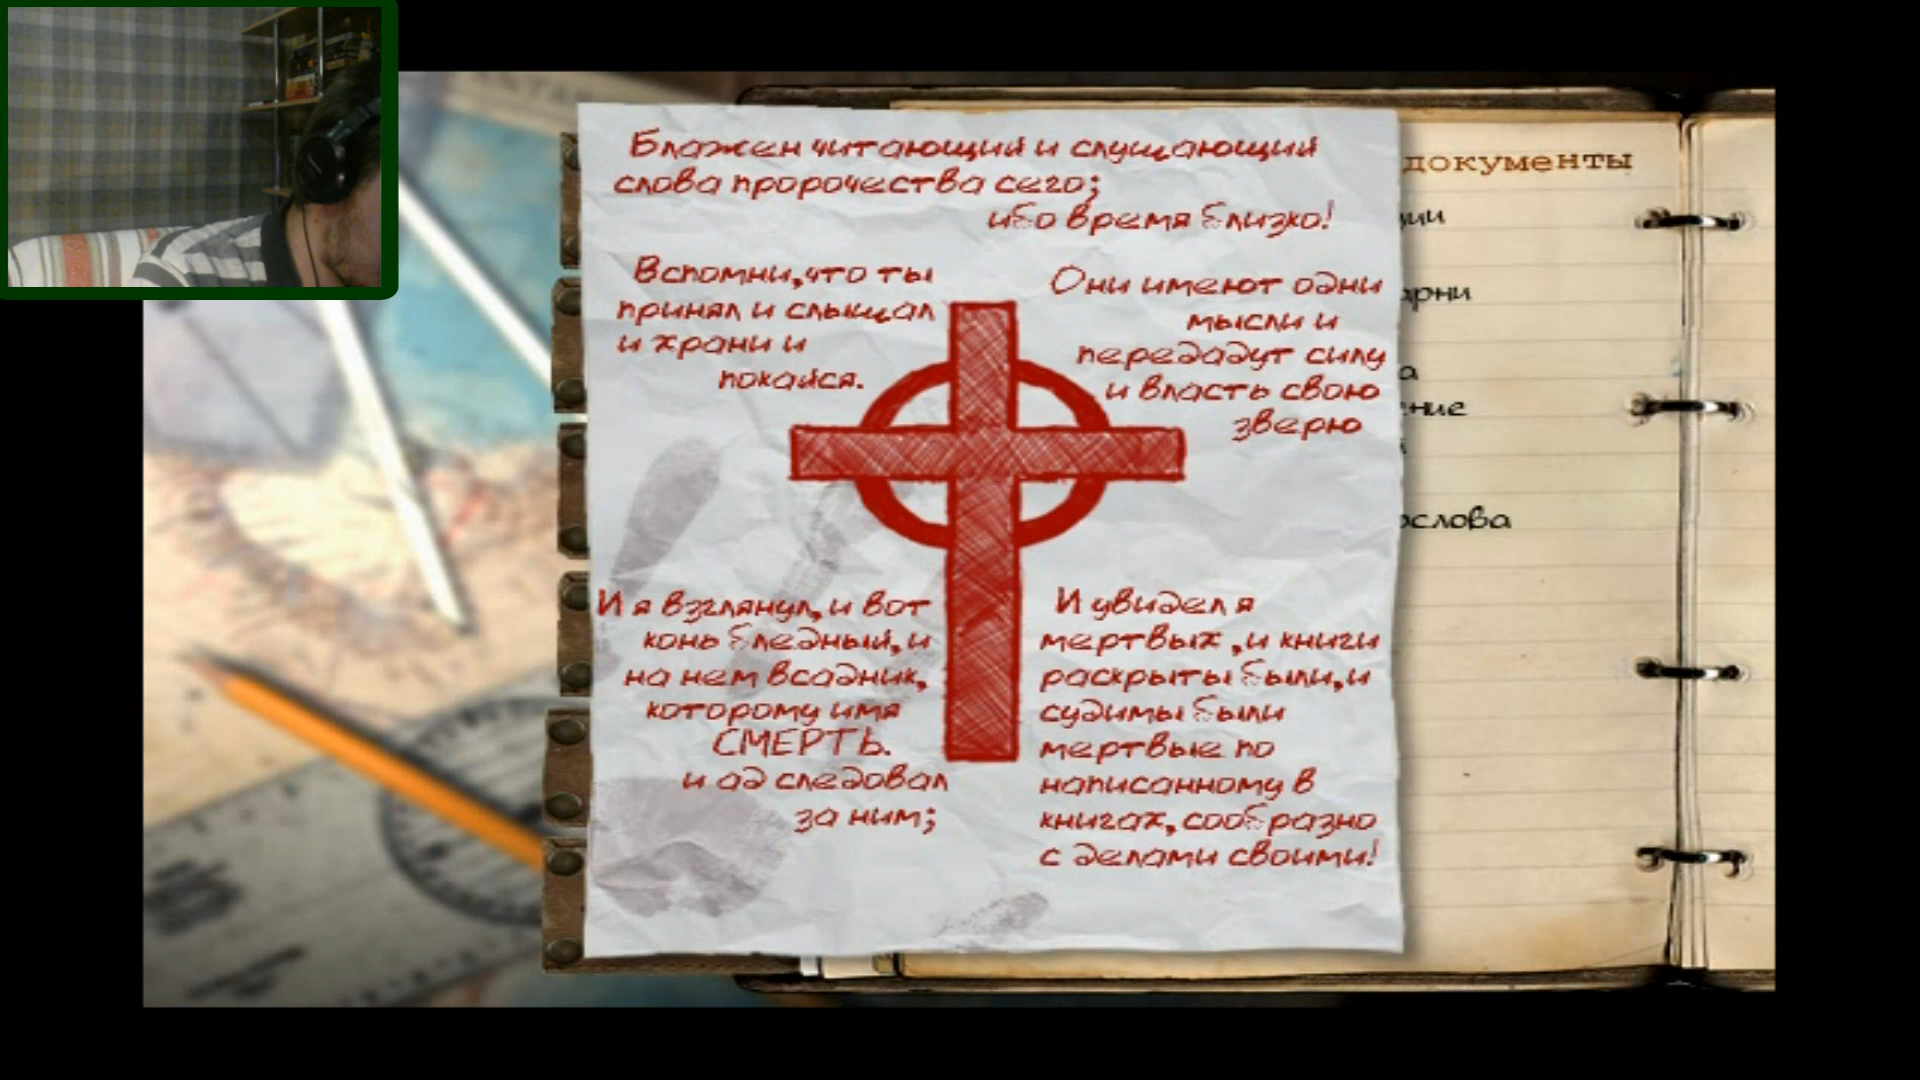 Блажен читающий и слушающий
слова пророчества сего;
ибо время близко!
Вспомни, что ты
принял и слышал
и храни и
покайся.
Они имеют одни
мысли и
передадут силу
и власть свою
зверю
И я взглянул, и вот
конь бледный, и
на нем всадник,
которому имя
СМЕРТЬ.
и ад следовал
за ним;
И увидел я
мертвых , и книги
раскрыты были, и
судимы были
мертвые по
написанному в
книгах, сообразно
с делами своими!
документы